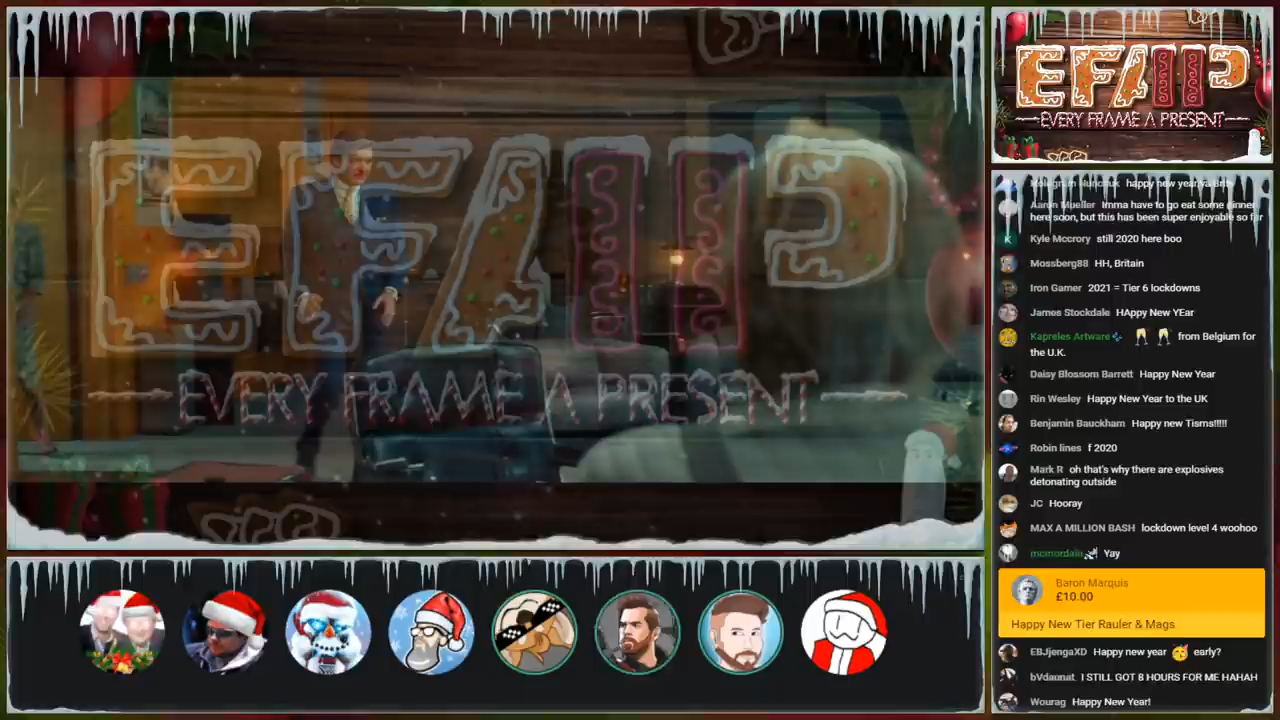 EFAIIP
EVERY FRAME A PRESENT
EFAIIP
EVERY FRAME A PRESENT
happy new year ya Brits
Aaron Mueller Imma have to go eat some dinner
here soon, but this has been super enjoyable so far
Kyle Mccrory still 2020 here boo
Mossberg88 HH, Britain
Iron Gamer 2021 = Tier 6 lockdowns
James Stockdale HAppy New YEar
Kapreles Artware from Belgium for
the U.K.
Daisy Blossom Barrett Happy New Year
Rin Wesley Happy New Year to the UK
Benjamin Bauckham Happy new Tisms!!!!!
Robin lines f 2020
Mark R oh that's why there are explosives
detonating outside
JC Hooray
MAX A MILLION BASH lockdown level 4 woohoo
Yay
Baron Marquis
£10.00
Happy New Tier Rauler & Mags
EBJjengaXD Happy new year early?
bVdaunat I STILL GOT 8 HOURS FOR ME HAHAH
Wourag Happy New Year!